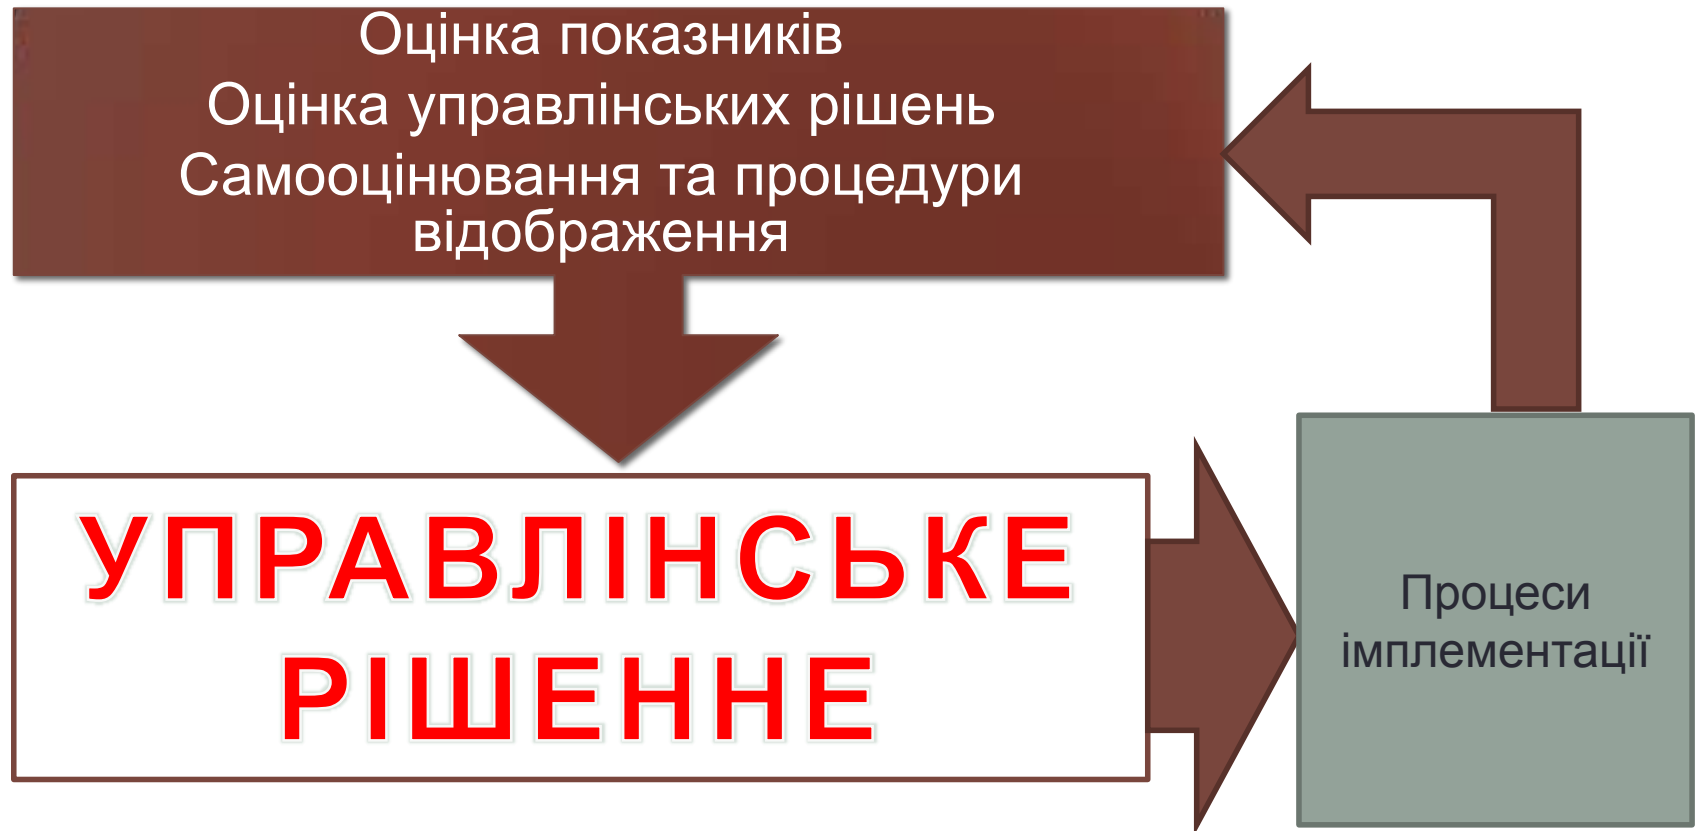 Оцінка показників
Оцінка управлінських рішень
Самооцінювання та процедури
відображення
УПРАВЛІНСЬКЕ
РІШЕННЕ
Процеси
імплементації